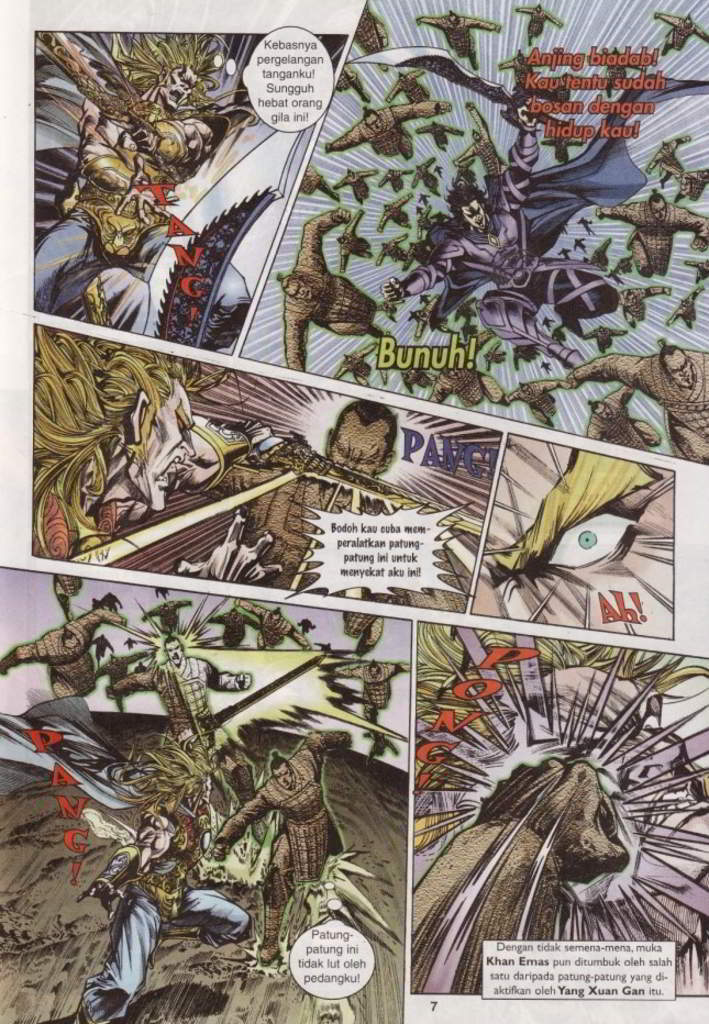 Kebasnya
pergelangan
tanganku!
Sungguh
hebat orang
gila ini!
TANG!
Anjing biadab!
Kau tentu sudah
bosan dengan
hidup kau!
Bunuh!
PANG!
Bodoh kau cuba mem-
peralatkan patung-
patung ini untuk
menyekat aku ini!
Ah!
PANG!
Patung-
patung ini
tidak lut oleh
pedangku!
PONG!
Dengan tidak semena-mena, muka
Khan Emas pun ditumbuk oleh salah
satu daripada patung-patung yang di-
aktifkan oleh Yang Xuan Gan itu.
7